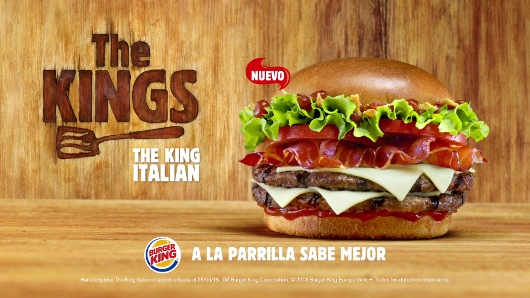 The
KINGS
NUEVO
THE KING
ITALIAN
BURGER
KING
A LA PARRILLA SABE MEJOR